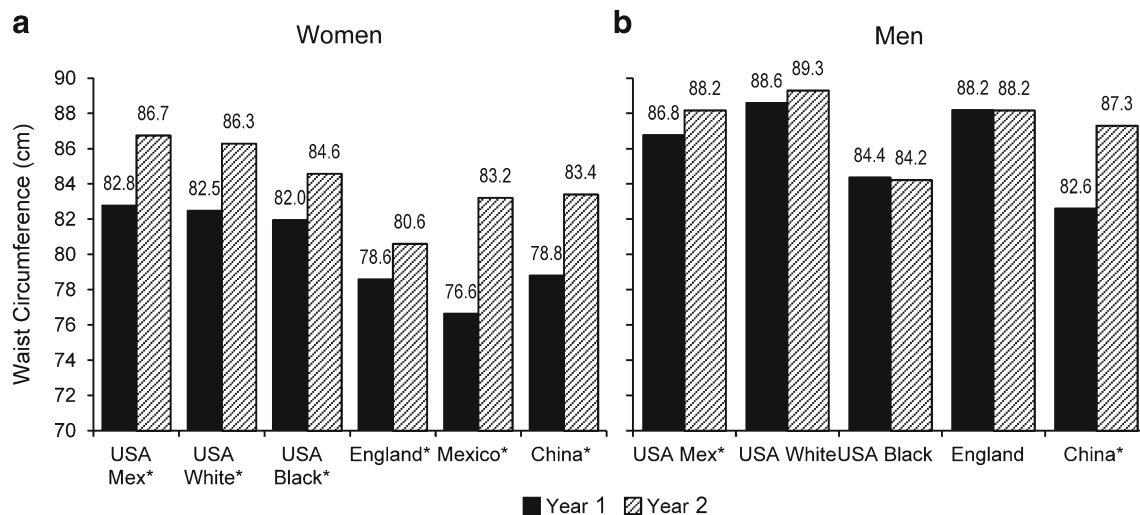 a
Women
b
Men
Waist Circumference (cm)
90
88
86
84
82
80
78
76
74
72
70
82.8 86.7 82.5 86.3 82.0 84.6 78.6 80.6 76.6 83.2 78.8 83.4
USA Mex*
USA White*
USA Black*
England*
Mexico*
China*
86.8 88.2 88.6 89.3 84.4 84.2 88.2 88.2 82.6 87.3
USA Mex*
USA White
USA Black
England
China*
Year 1 Year 2